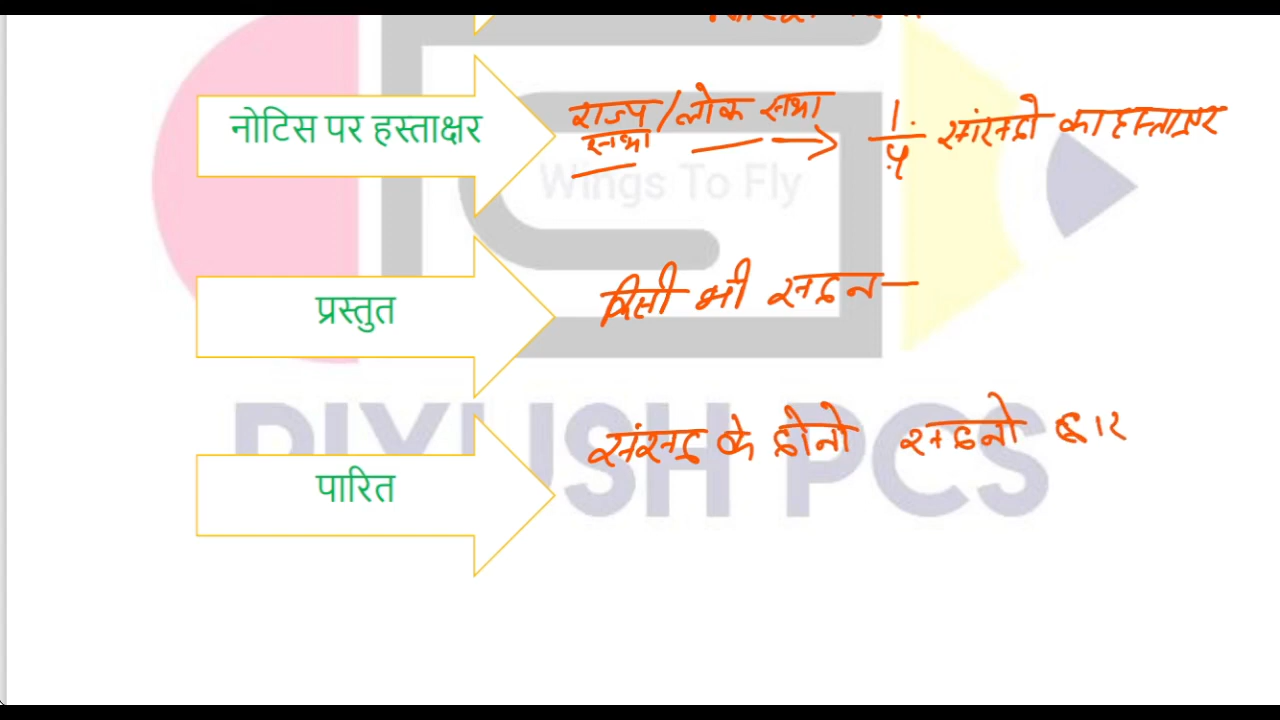 नोटिस पर हस्ताक्षर
राज्य/लोक सभा
सभा
1/4 सांसदो का हस्ताक्षर
Wings To Fly
प्रस्तुत
किसी भी सदन
PIYUSH PCS
पारित
संसद के दोनो सदनो द्वारा